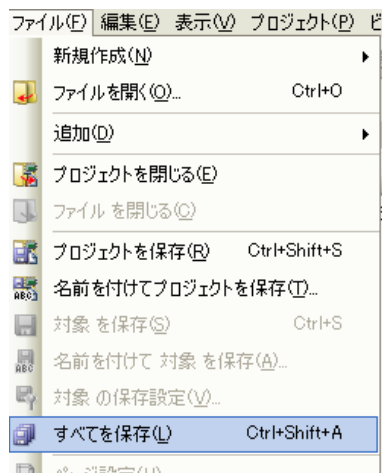 ファイル(F) 編集(E) 表示(V) プロジェクト(P)
新規作成(N)
ファイルを開く(O)... Ctrl+O
追加(D)
プロジェクトを閉じる(E)
ファイル を閉じる(C)
プロジェクトを保存(R) Ctrl+Shift+S
ABC 名前を付けてプロジェクトを保存(T)...
対象 を保存(S) Ctrl+S
ABC 名前を付けて 対象 を保存(A)...
対象 の保存設定(V)...
すべてを保存(L) Ctrl+Shift+A